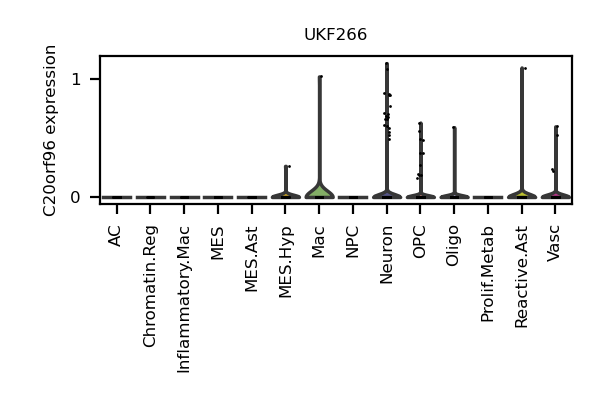 UKF266
C20orf96 expression
1
0
AC
Chromatin.Reg
Inflammatory.Mac
MES
MES.Ast
MES.Hyp
Mac
NPC
Neuron
OPC
Oligo
Prolif.Metab
Reactive.Ast
Vasc